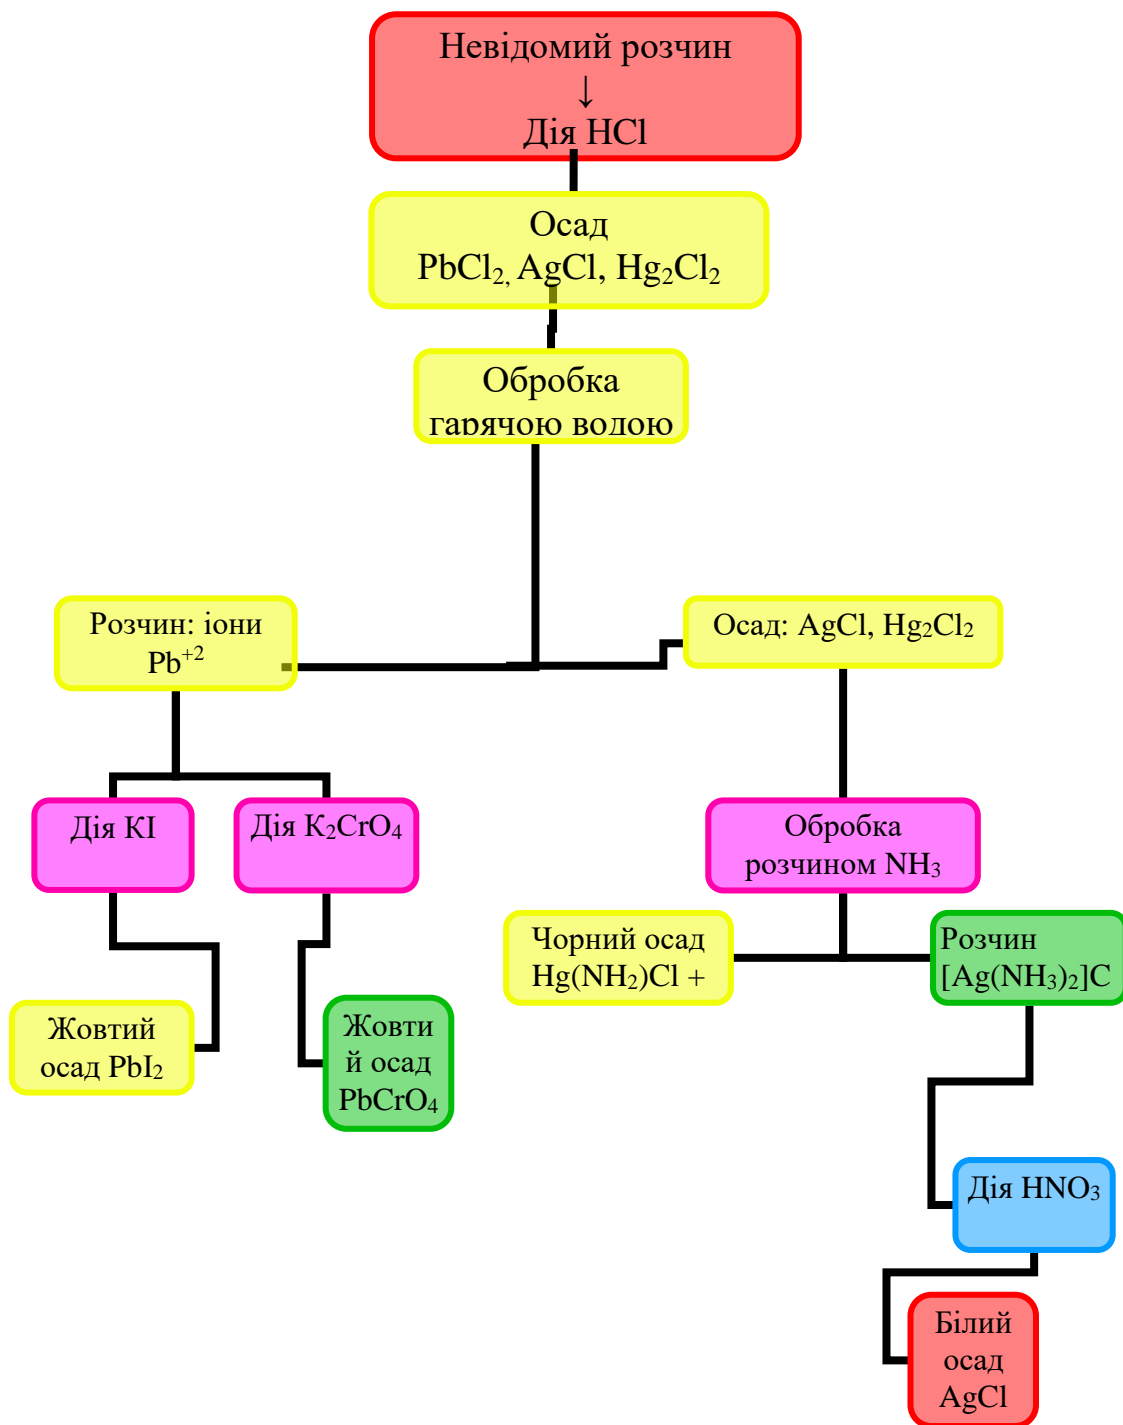 Невідомий розчин
↓
Дія HCl
Осад
PbCl₂, AgCl, Hg₂Cl₂
Обробка
гарячою водою
Розчин: іони
Pb⁺²
Осад: AgCl, Hg₂Cl₂
Дія КІ
Дія K₂CrO₄
Обробка
розчином NH₃
Чорний осад
Hg(NH₂)Cl +
Розчин
[Ag(NH₃)₂]C
Жовтий
осад PbI₂
Жовти
й осад
PbCrO₄
Дія HNO₃
Білий
осад
AgCl